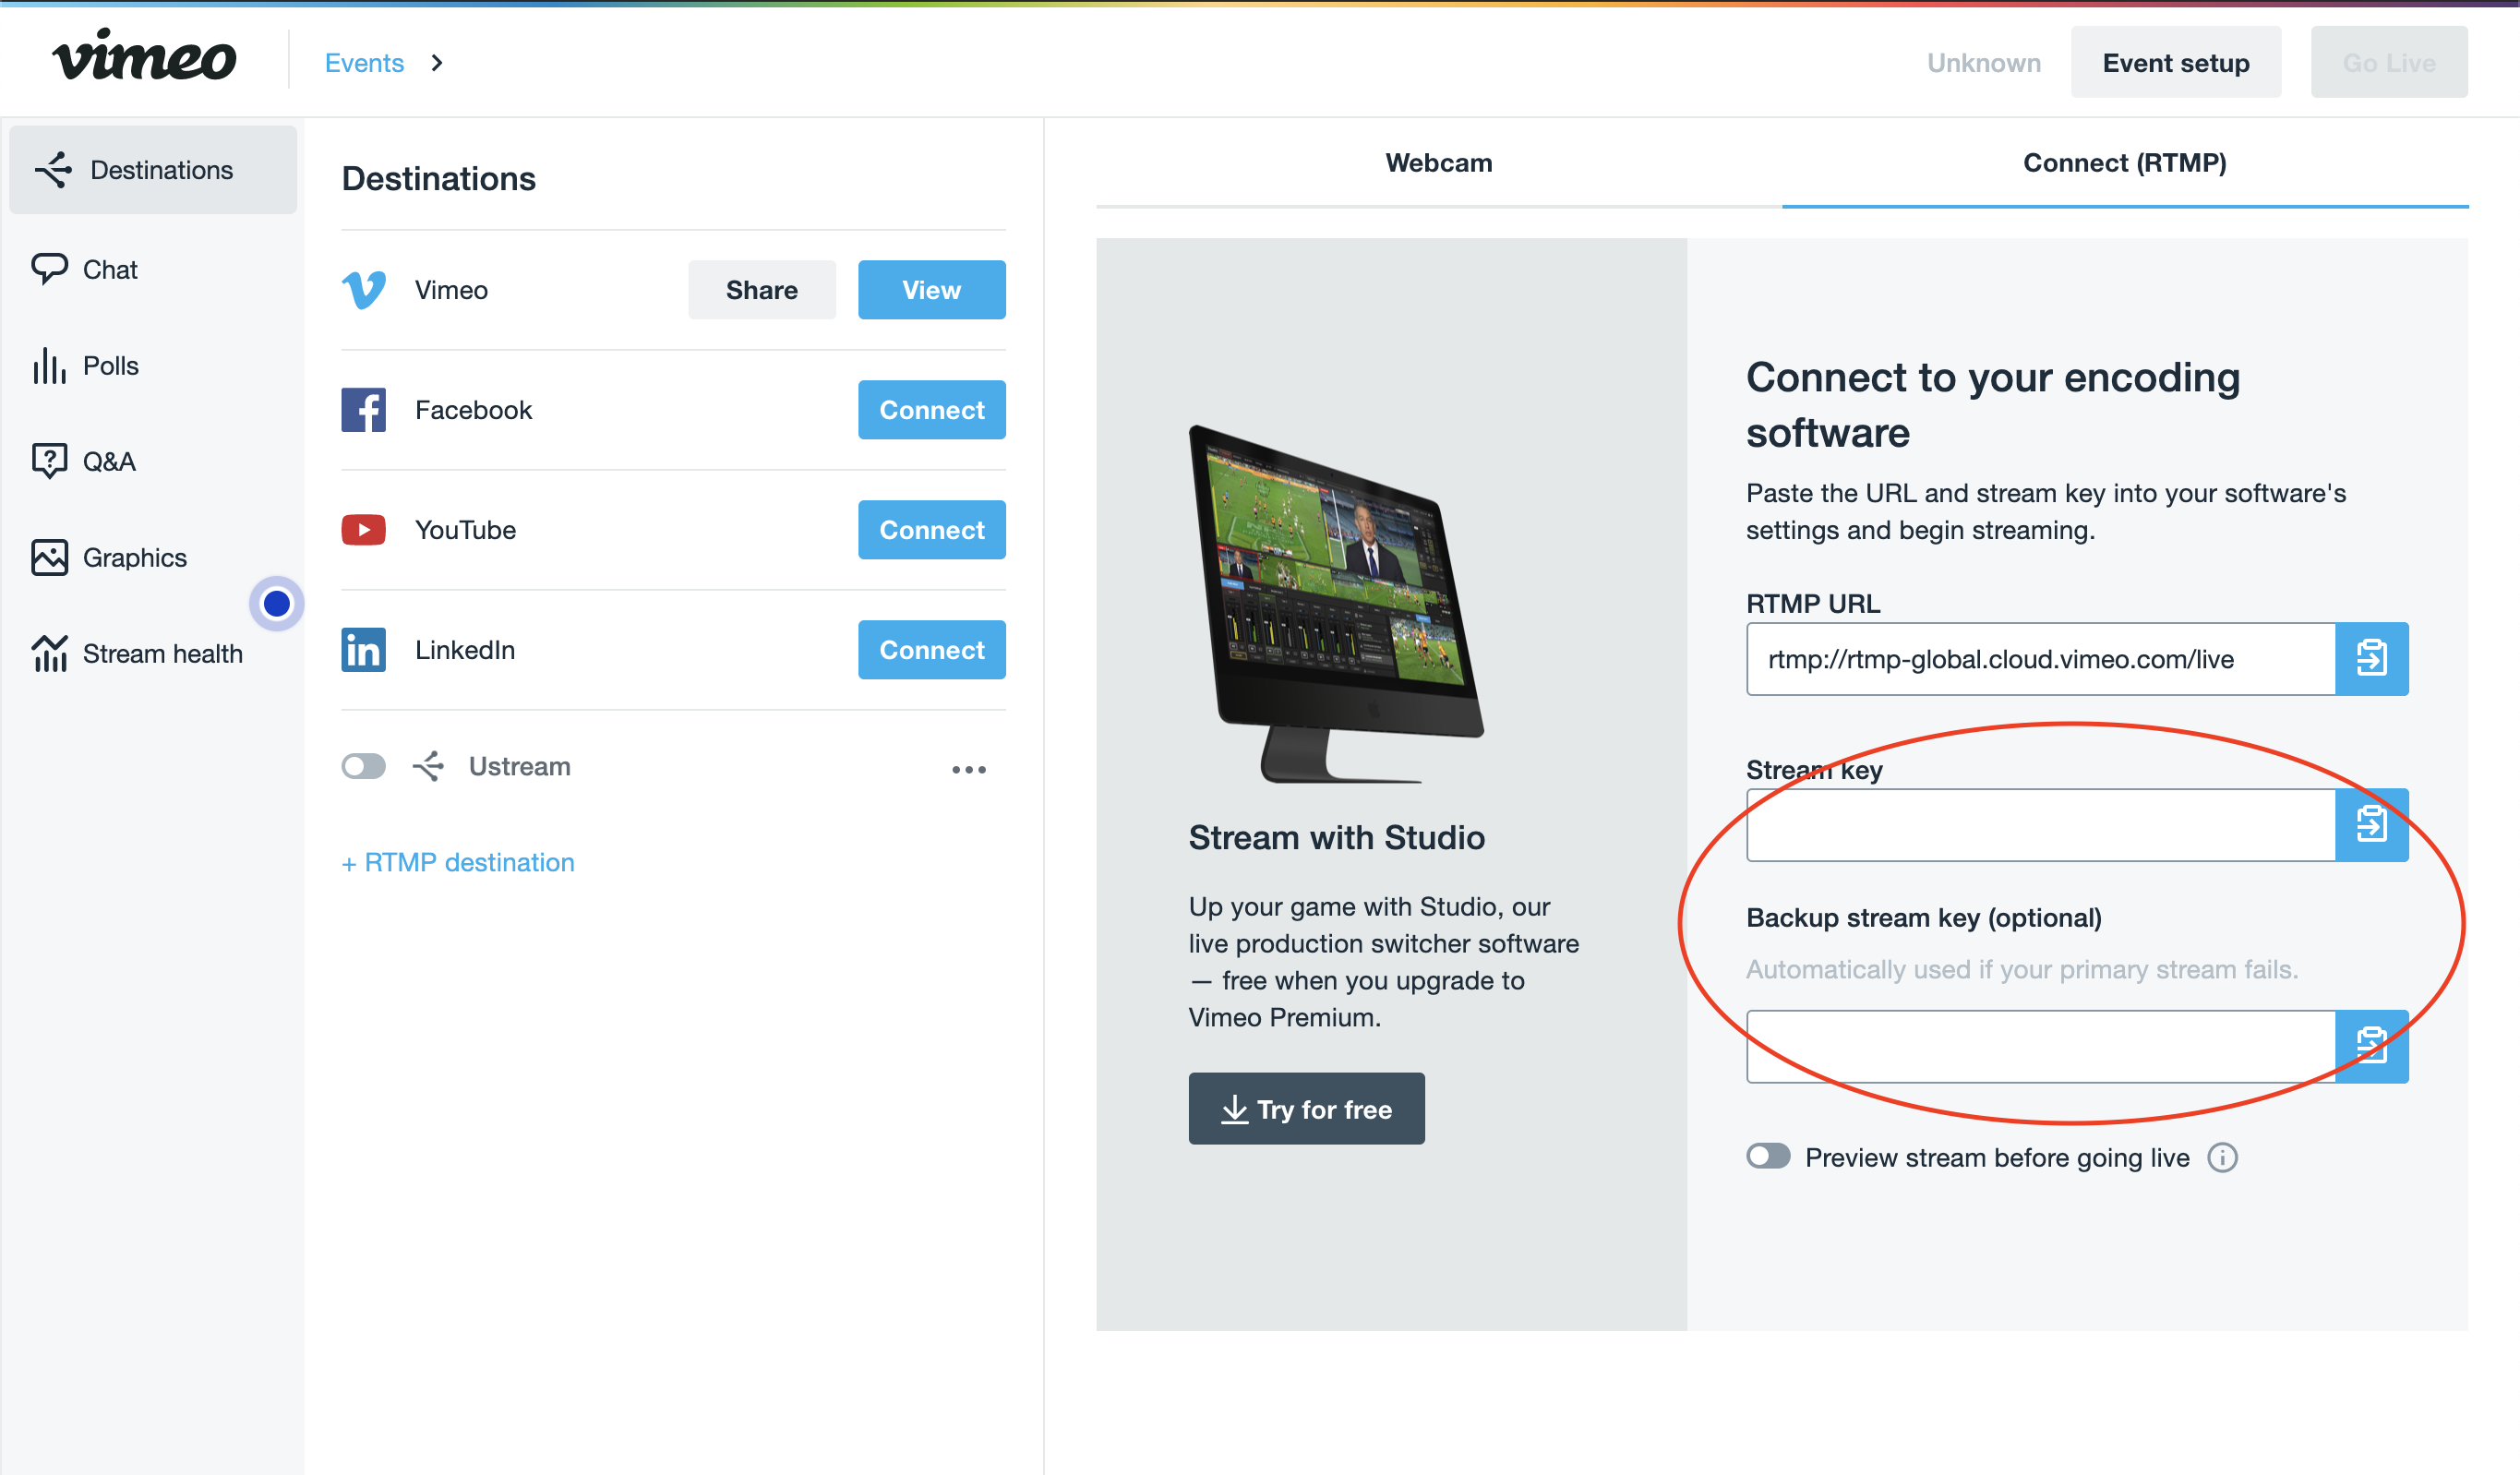 vimeo
Events
Unknown
Event setup
Go Live
Destinations
Chat
Polls
Q&A
Graphics
Stream health
Destinations
Vimeo
Share
View
Facebook
Connect
YouTube
Connect
LinkedIn
Connect
Ustream
+ RTMP destination
Webcam
Connect (RTMP)
Stream with Studio
Up your game with Studio, our
live production switcher software
— free when you upgrade to
Vimeo Premium.
Try for free
Connect to your encoding
software
Paste the URL and stream key into your software's
settings and begin streaming.
RTMP URL
rtmp://rtmp-global.cloud.vimeo.com/live
Stream key
Backup stream key (optional)
Automatically used if your primary stream fails.
Preview stream before going live